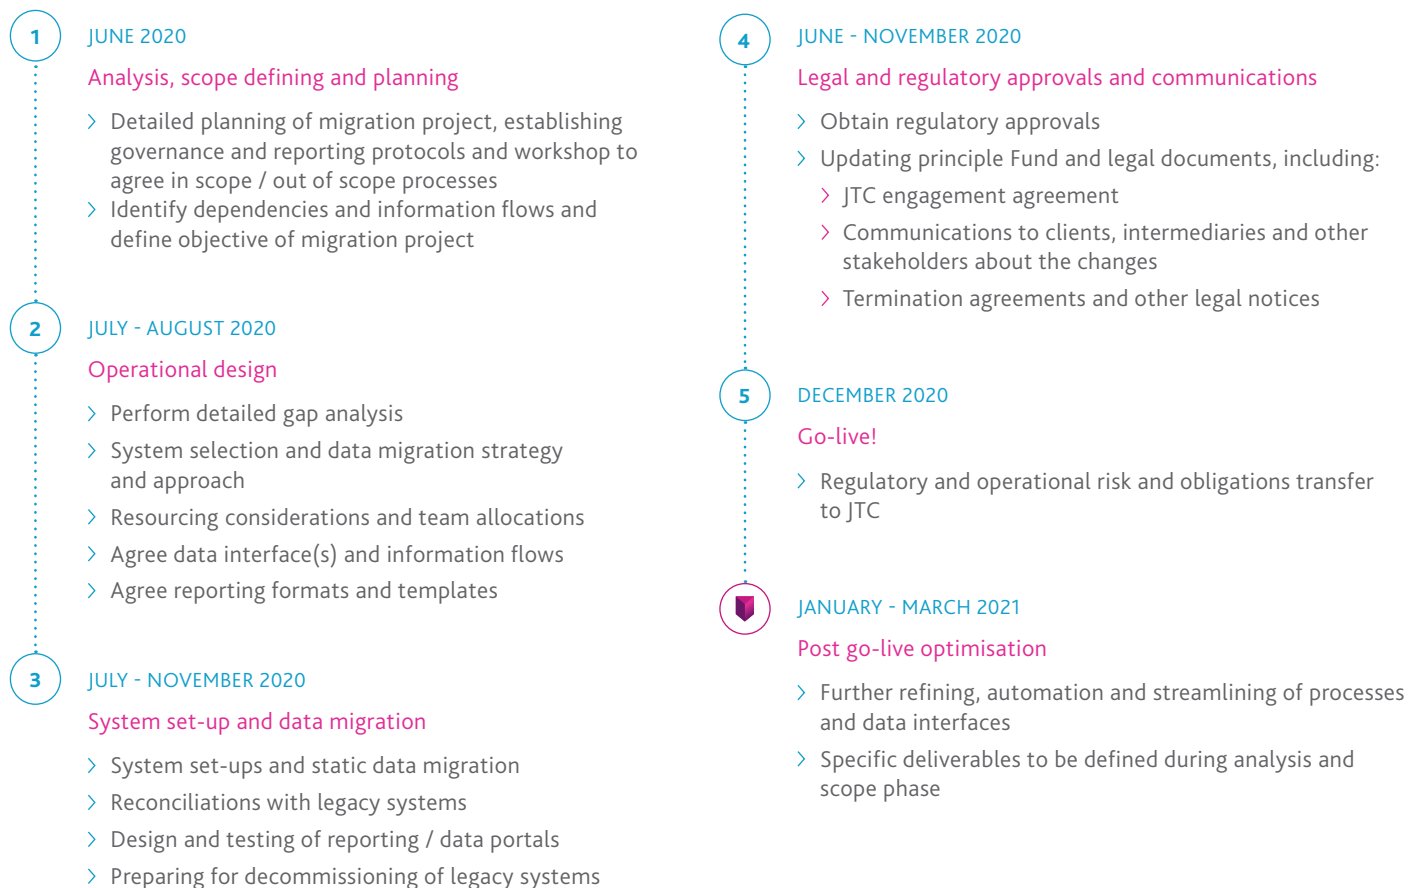 1
JUNE 2020
Analysis, scope defining and planning
Detailed planning of migration project, establishing
governance and reporting protocols and workshop to
agree in scope / out of scope processes
Identify dependencies and information flows and
define objective of migration project
2
JULY - AUGUST 2020
Operational design
Perform detailed gap analysis
System selection and data migration strategy
and approach
Resourcing considerations and team allocations
Agree data interface(s) and information flows
Agree reporting formats and templates
3
JULY - NOVEMBER 2020
System set-up and data migration
System set-ups and static data migration
Reconciliations with legacy systems
Design and testing of reporting / data portals
Preparing for decommissioning of legacy systems
4
JUNE - NOVEMBER 2020
Legal and regulatory approvals and communications
Obtain regulatory approvals
Updating principle Fund and legal documents, including:
JTC engagement agreement
Communications to clients, intermediaries and other
stakeholders about the changes
Termination agreements and other legal notices
5
DECEMBER 2020
Go-live!
Regulatory and operational risk and obligations transfer
to JTC
JANUARY - MARCH 2021
Post go-live optimisation
Further refining, automation and streamlining of processes
and data interfaces
Specific deliverables to be defined during analysis and
scope phase